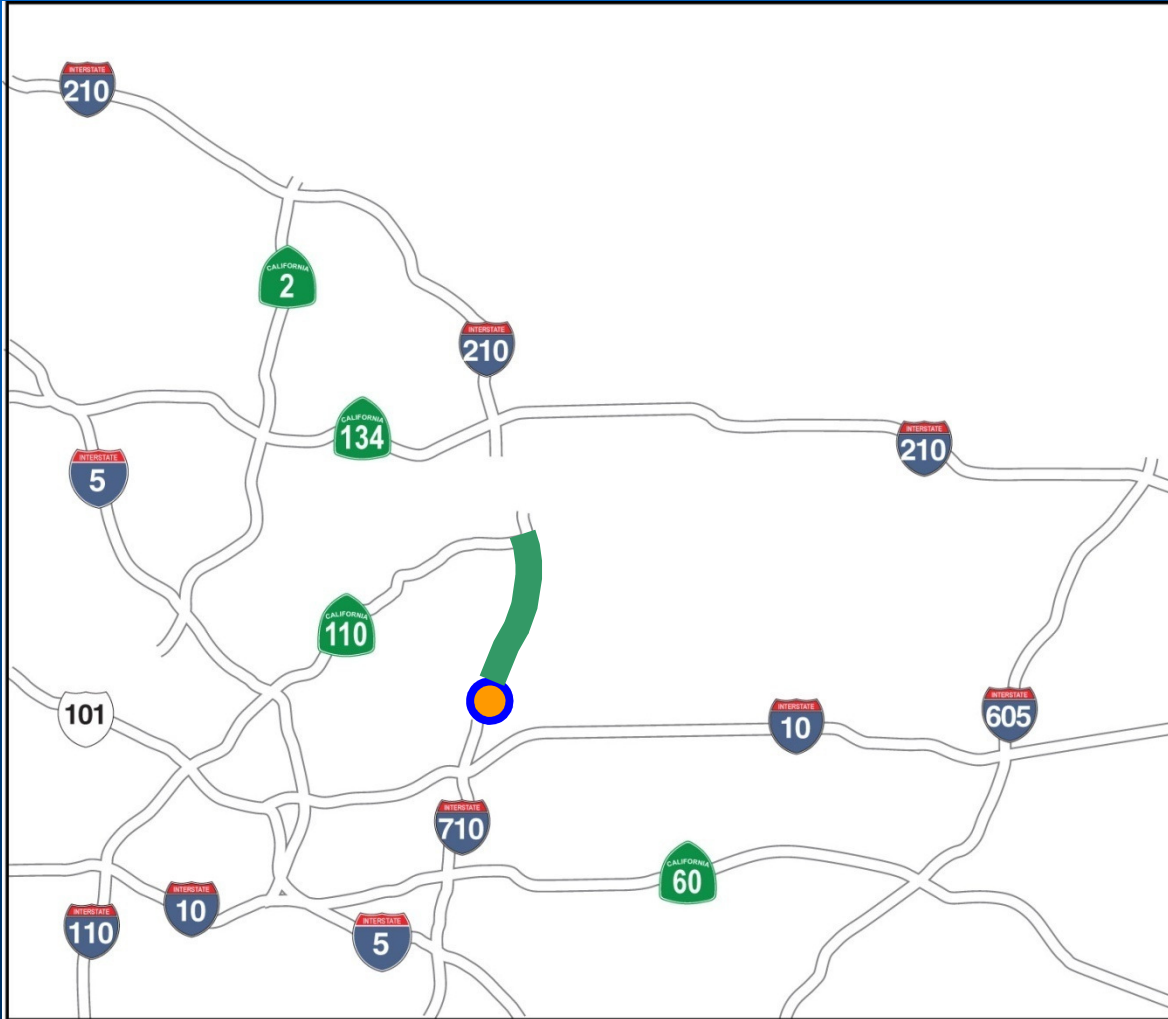 INTERSTATE
210
CALIFORNIA
2
INTERSTATE
210
CALIFORNIA
134
INTERSTATE
210
INTERSTATE
5
CALIFORNIA
110
101
INTERSTATE
10
INTERSTATE
605
INTERSTATE
710
CALIFORNIA
60
INTERSTATE
10
INTERSTATE
110
INTERSTATE
5